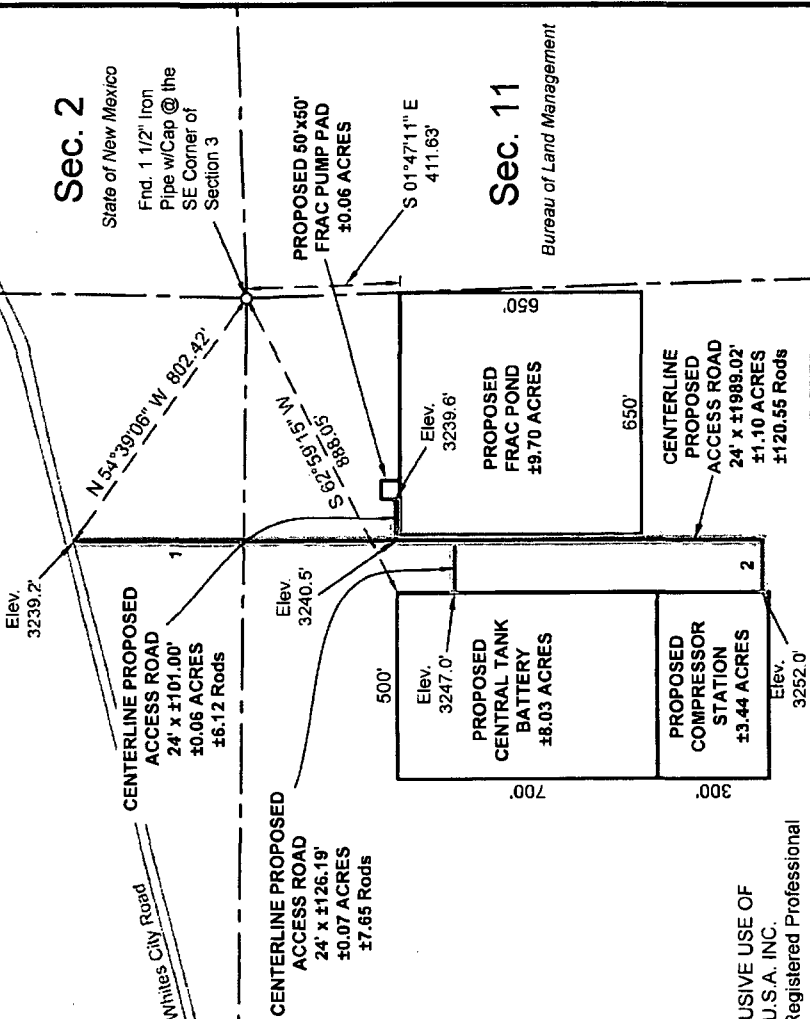 Sec. 2
State of New Mexico
Fnd. 1 1/2" Iron
Pipe w/Cap @ the
SE Corner of
Section 3
PROPOSED 50'x50'
FRAC PUMP PAD
±0.06 ACRES
S 01°47'11" E
411.63'
Sec. 11
Bureau of Land Management
N 54°39'06" W 802.42'
S 62°59'15" W
888.05'
Elev.
3239.2'
1
CENTERLINE PROPOSED
ACCESS ROAD
24' x ±101.00'
±0.06 ACRES
±6.12 Rods
Whites City Road
Elev.
3240.5'
Elev.
3239.6'
650'
PROPOSED
FRAC POND
±9.70 ACRES
650'
CENTERLINE
PROPOSED
ACCESS ROAD
24' x ±1989.02'
±1.10 ACRES
±120.55 Rods
CENTERLINE PROPOSED
ACCESS ROAD
24' x ±126.19'
±0.07 ACRES
±7.65 Rods
500'
Elev.
3247.0'
PROPOSED
CENTRAL TANK
BATTERY
±8.03 ACRES
700'
2
PROPOSED
COMPRESSOR
STATION
±3.44 ACRES
300'
Elev.
3252.0'
USIVE USE OF
U.S.A. INC.
Registered Professional